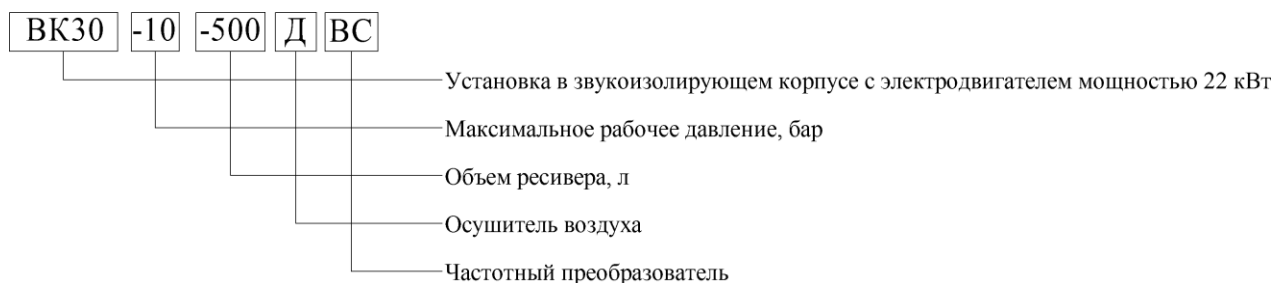 ВК30 -10 -500 Д ВС
Установка в звукоизолирующем корпусе с электродвигателем мощностью 22 кВт
Максимальное рабочее давление, бар
Объем ресивера, л
Осушитель воздуха
Частотный преобразователь